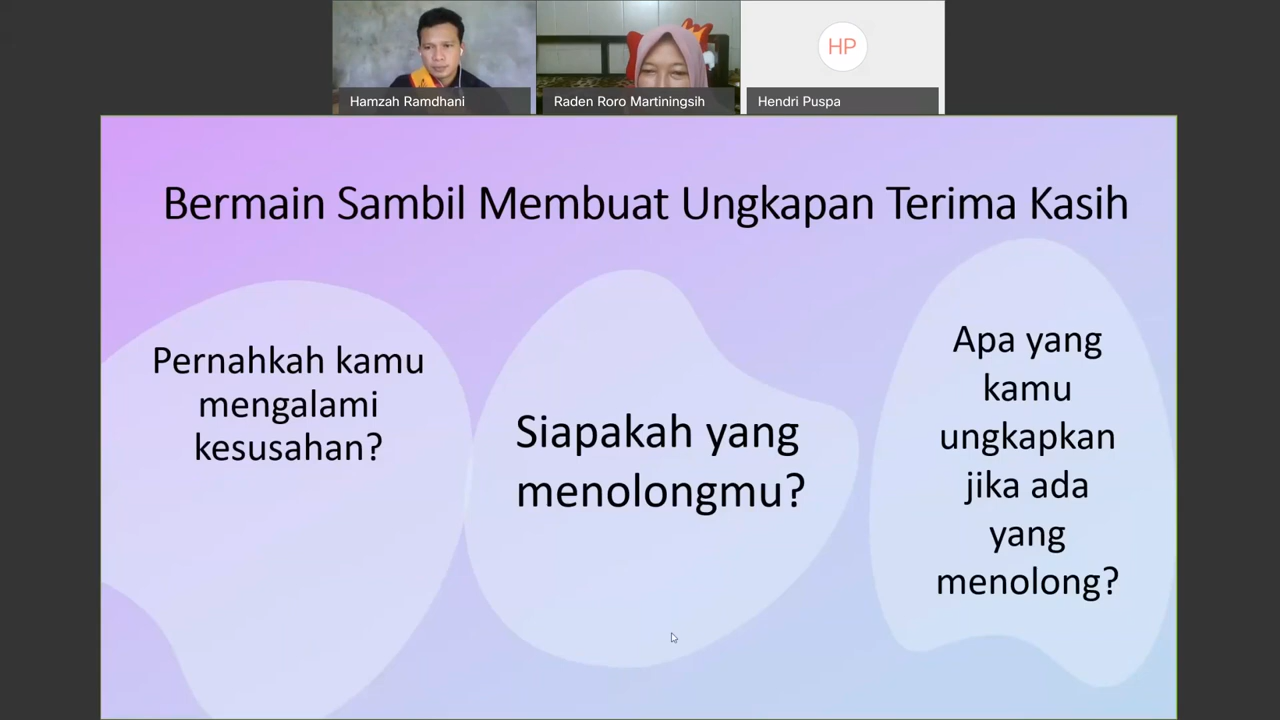 HP
Hamzah Ramdhani
Raden Roro Martiningsih
Hendri Puspa
Bermain Sambil Membuat Ungkapan Terima Kasih
Pernahkah kamu
mengalami
kesusahan?
Siapakah yang
menolongmu?
Apa yang
kamu
ungkapkan
jika ada
yang
menolong?